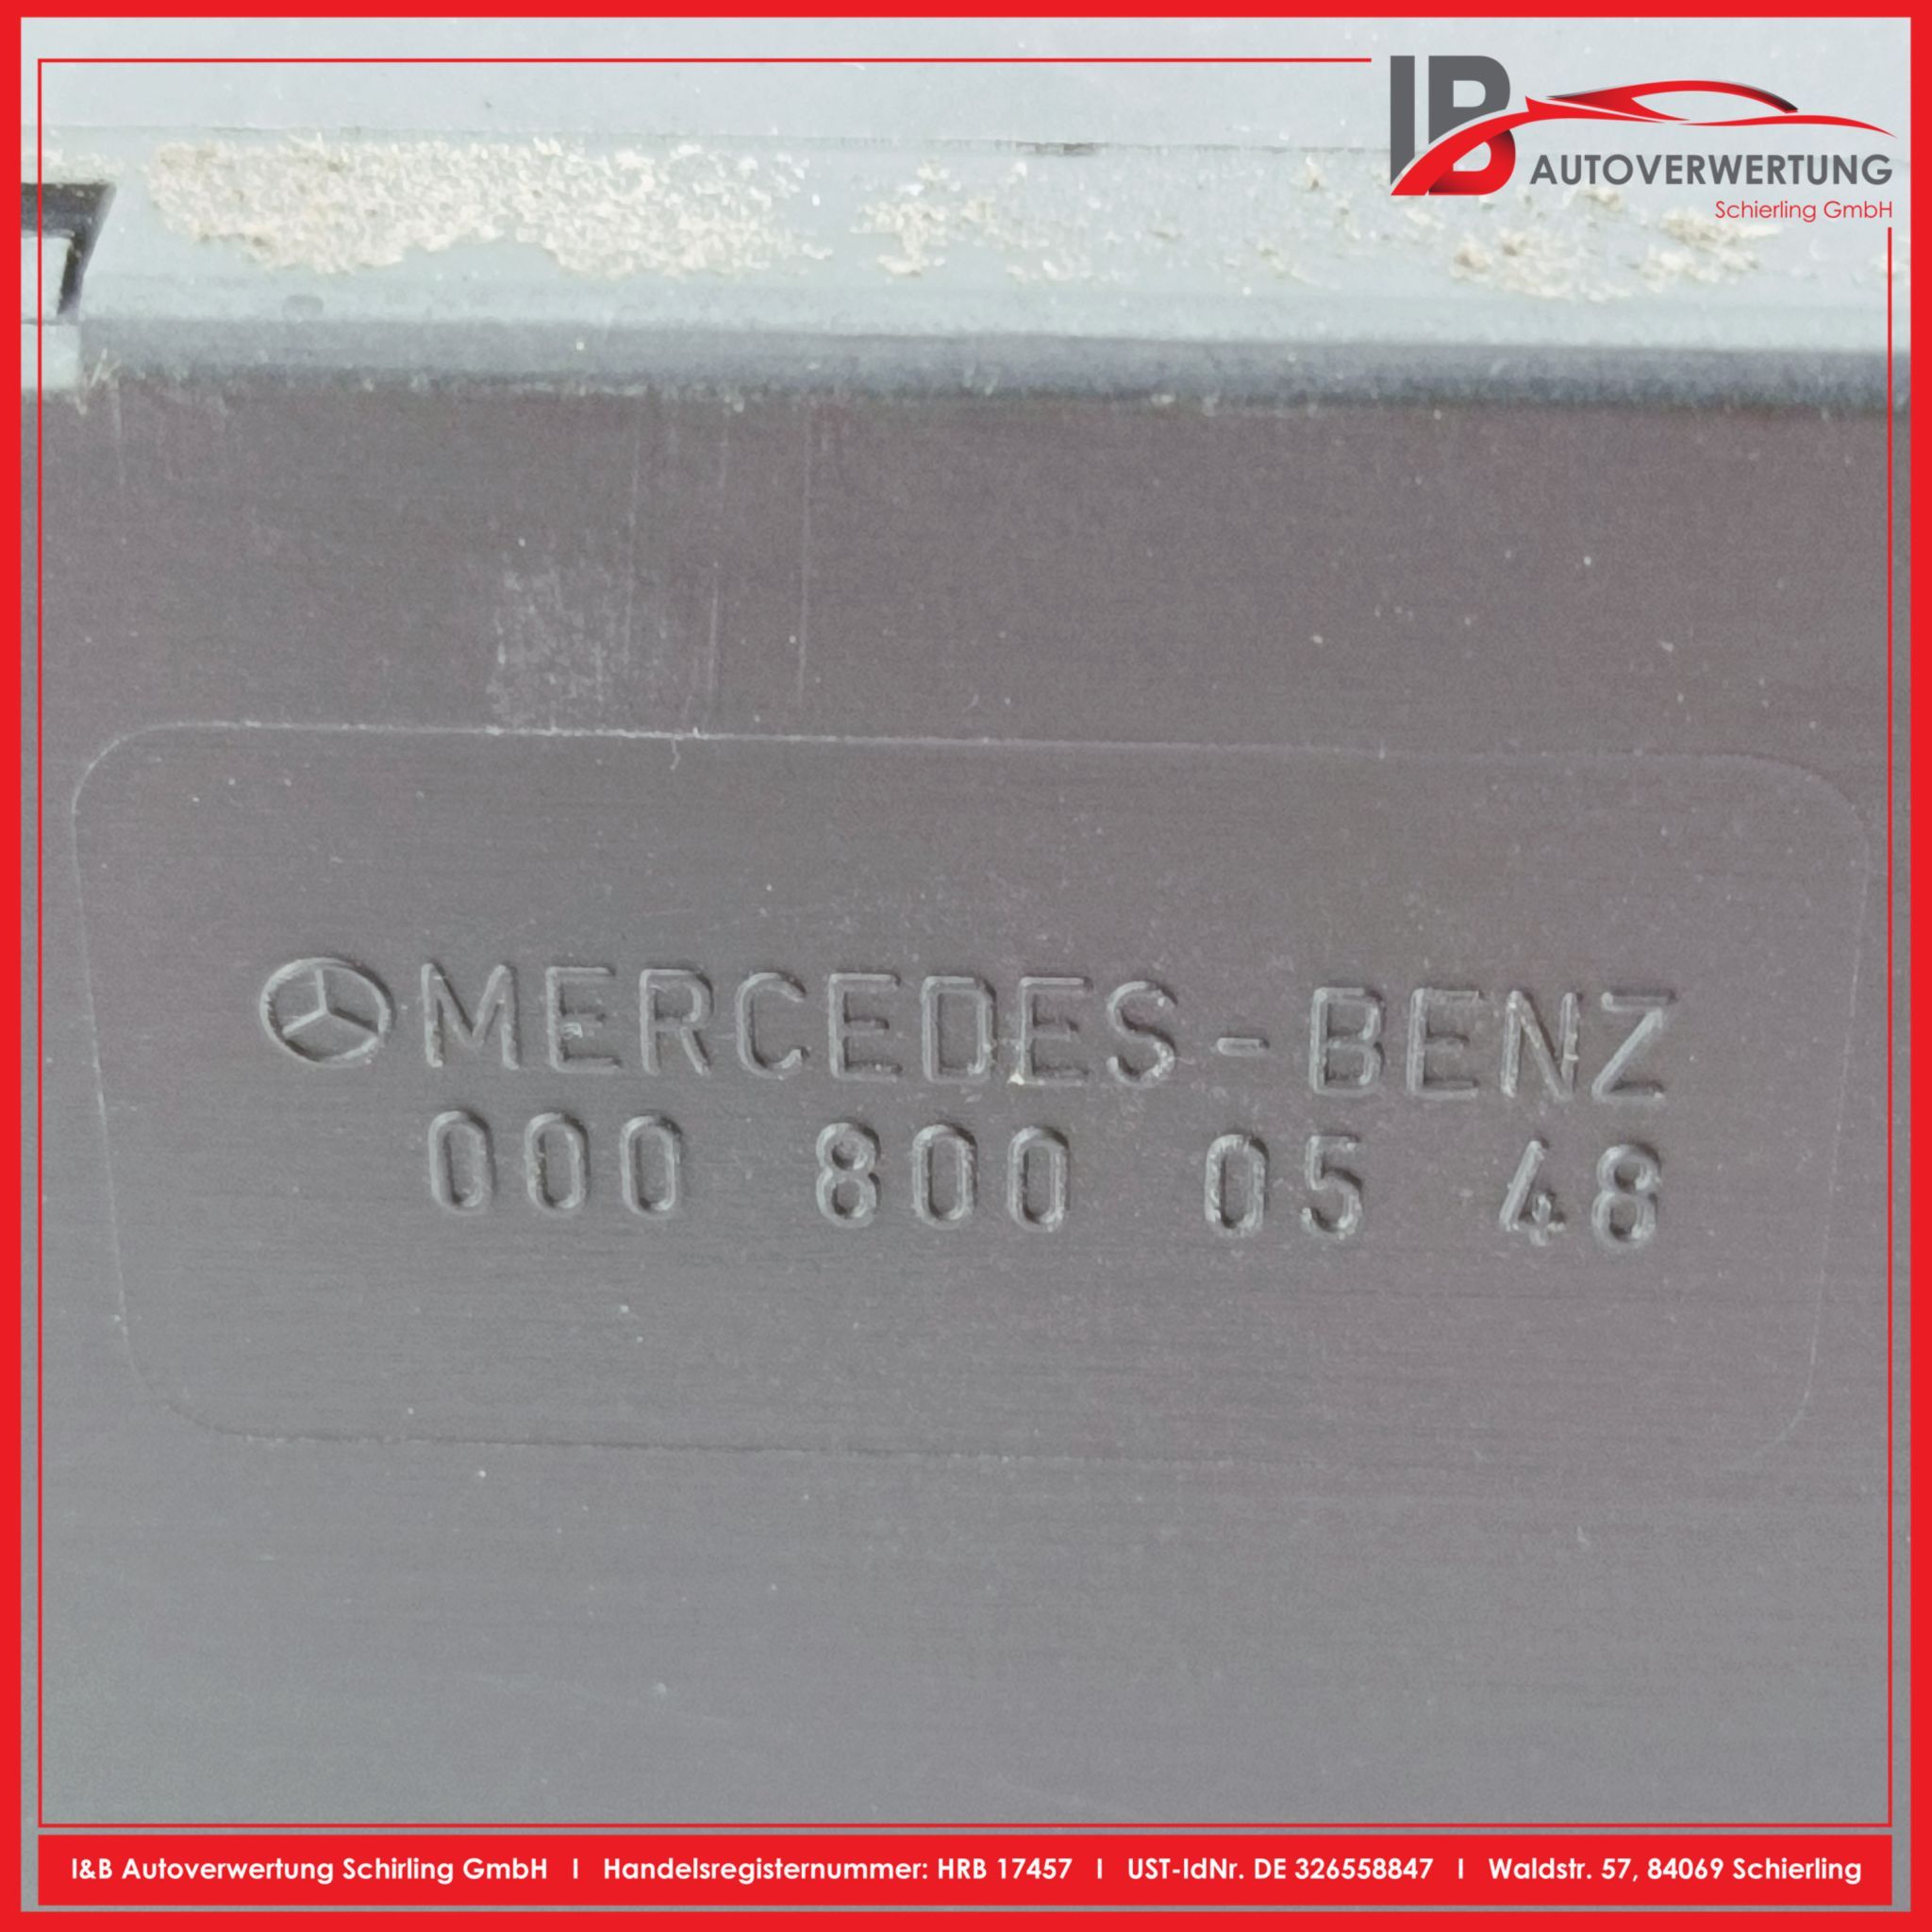 IB
AUTOVERWERTUNG
Schierling GmbH
MERCEDES-BENZ
000 800 05 48
I&B Autoverwertung Schirling GmbH I Handelsregisternummer: HRB 17457 I UST-IdNr. DE 326558847 I Waldstr. 57, 84069 Schierling